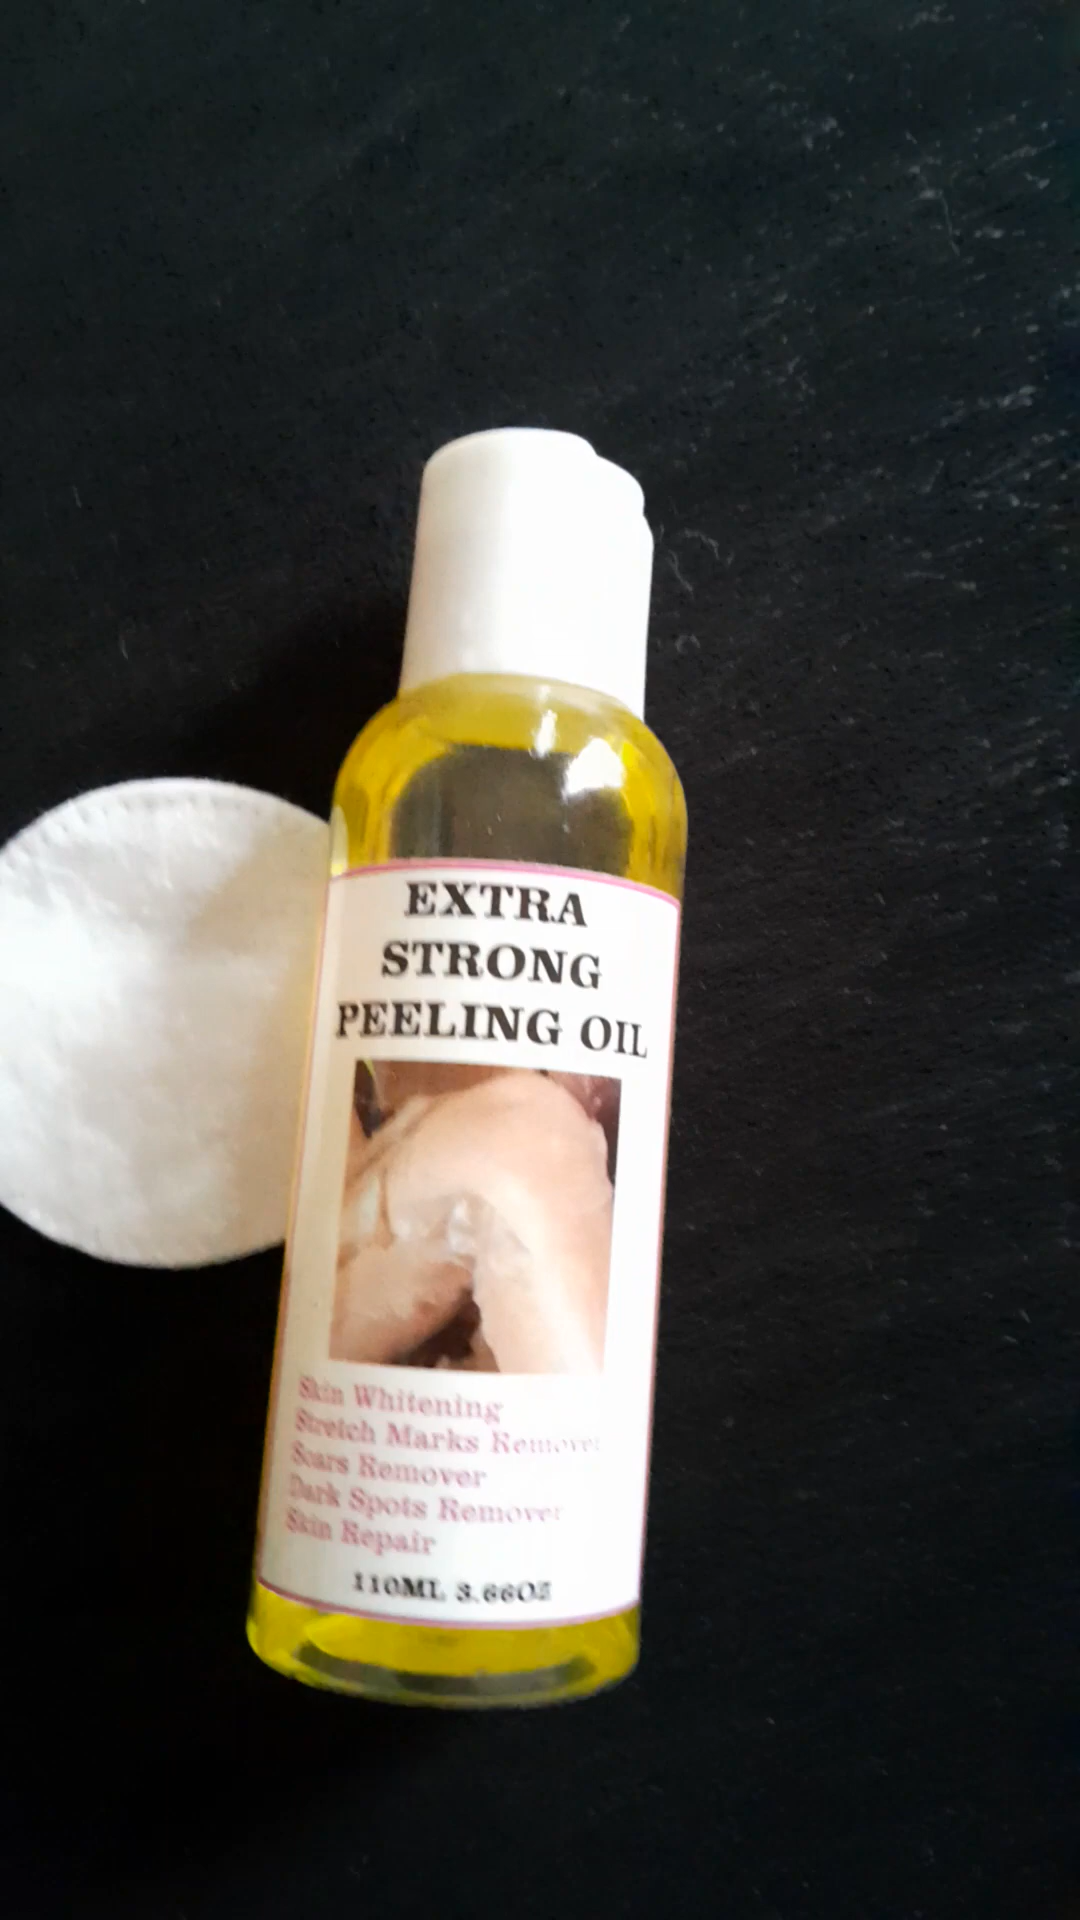 EXTRA
STRONG
PEELING OIL
Skin Whitening
Stretch Marks Remover
Scars Remover
Dark Spots Remover
Skin Repair
110ML 3.66OZ